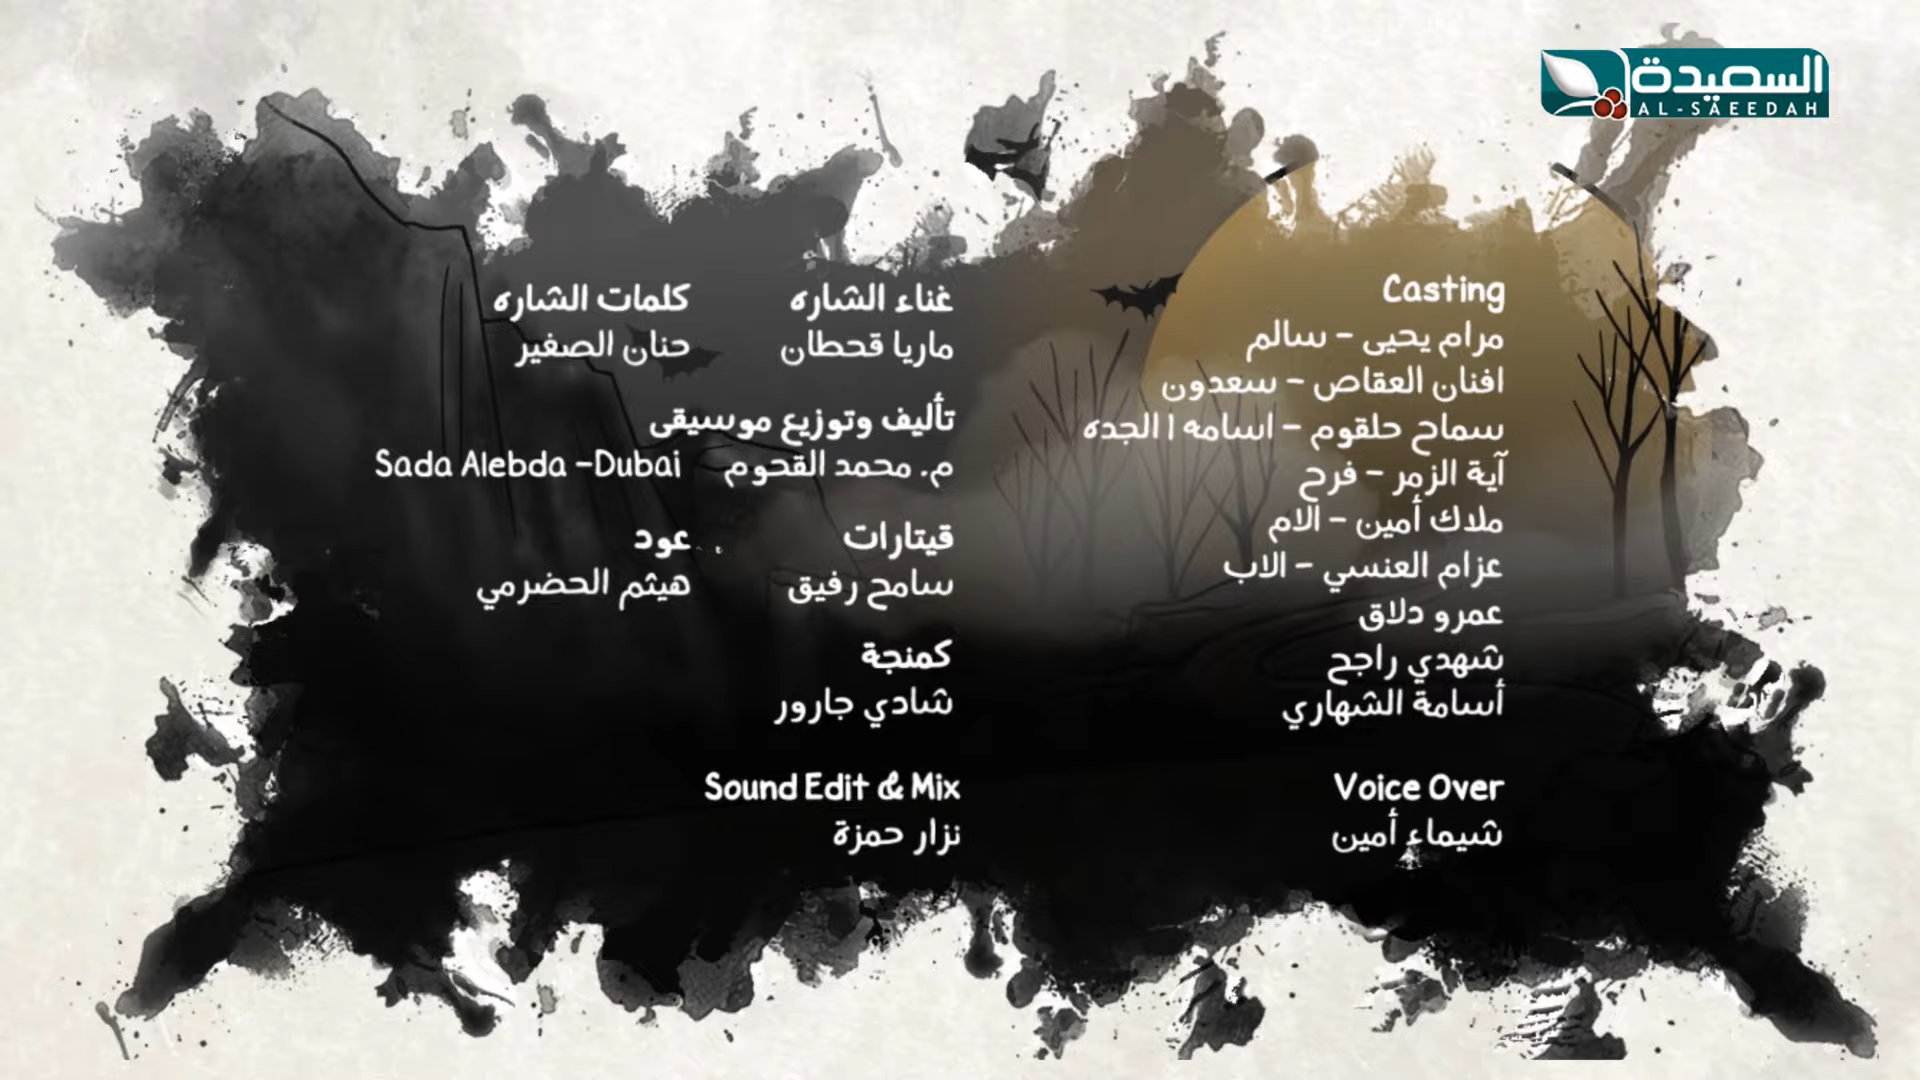 السعيدة
AL-SAEEDAH
Casting
مرام يحيى - سالم
افنان العقاص - سعدون
سماح حلقوم - اسامه | الجده
آية الزمر - فرح
ملاك أمين - الام
عزام العنسي - الاب
عمرو دلاق
شهدي راجح
أسامة الشهاري
Voice Over
شيماء أمين
غناء الشاره
ماريا قحطان
كلمات الشاره
حنان الصغير
تأليف وتوزيع موسيقى
م. محمد القحوم Sada Alebda -Dubai
قيتارات
سامح رفيق
عود
هيثم الحضرمي
كمنجة
شادي جارور
Sound Edit & Mix
نزار حمزة